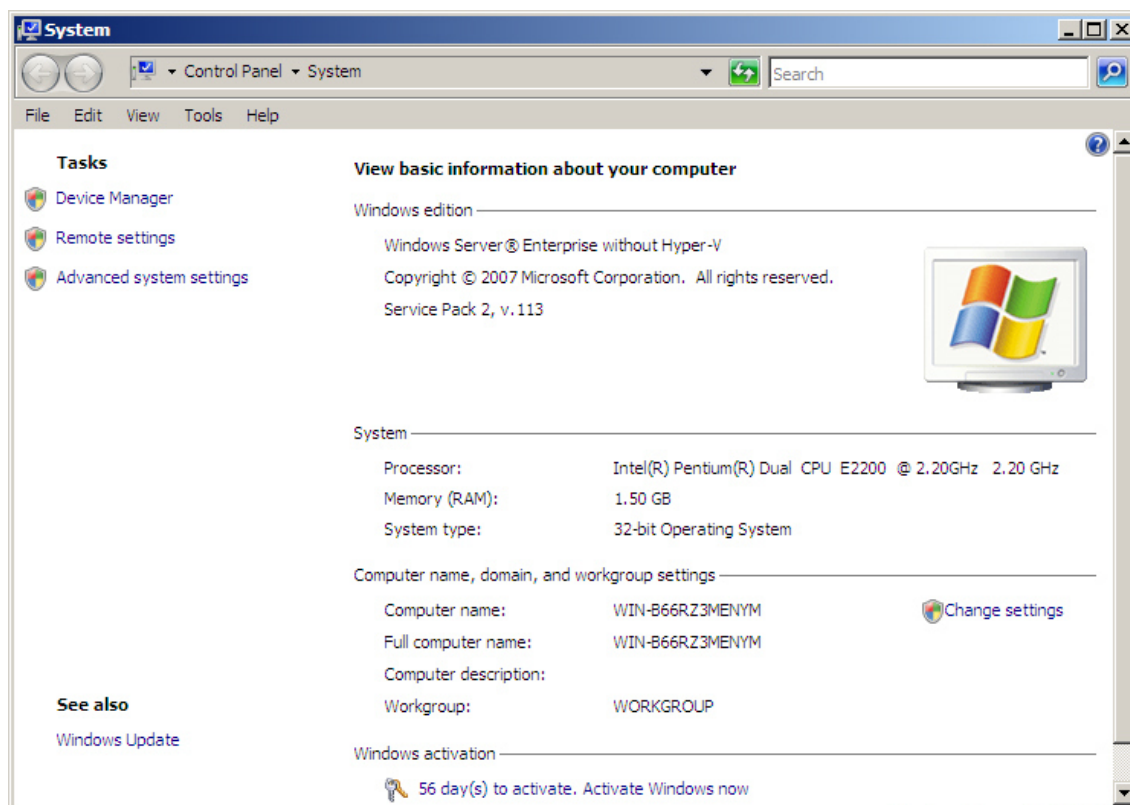 System
Control Panel System
Search
File Edit View Tools Help
Tasks
Device Manager
Remote settings
Advanced system settings
See also
Windows Update
View basic information about your computer
Windows edition
Windows Server® Enterprise without Hyper-V
Copyright © 2007 Microsoft Corporation. All rights reserved.
Service Pack 2, v.113
System
Processor: Intel(R) Pentium(R) Dual CPU E2200 @ 2.20GHz 2.20 GHz
Memory (RAM): 1.50 GB
System type: 32-bit Operating System
Computer name, domain, and workgroup settings
Computer name: WIN-B66RZ3MENYM Change settings
Full computer name: WIN-B66RZ3MENYM
Computer description:
Workgroup: WORKGROUP
Windows activation
56 day(s) to activate. Activate Windows now